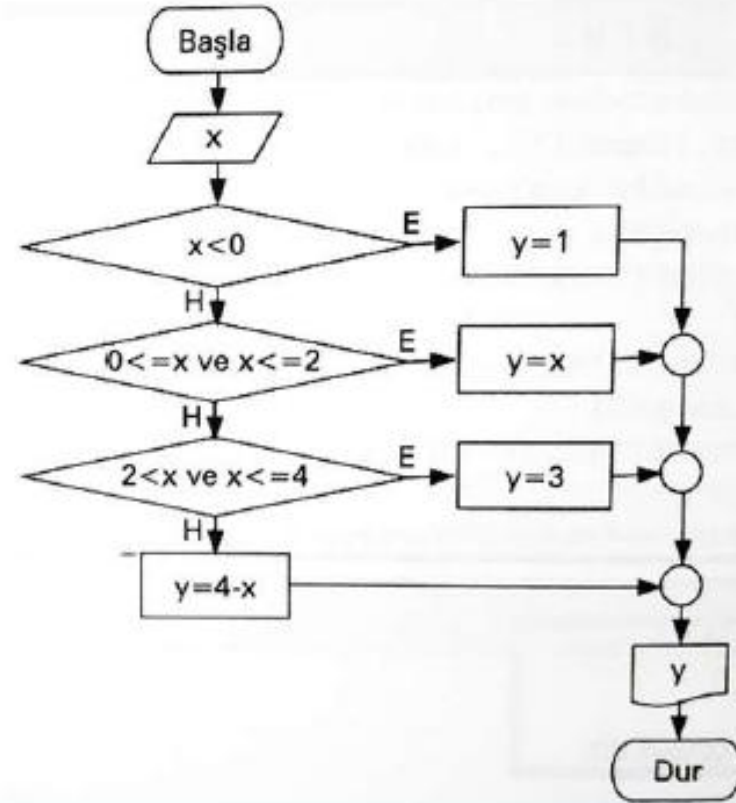 Başla
x
x<0
E
y=1
H
0<=x ve x<=2
E
y=x
H
2<x ve x<=4
E
y=3
H
y=4-x
y
Dur